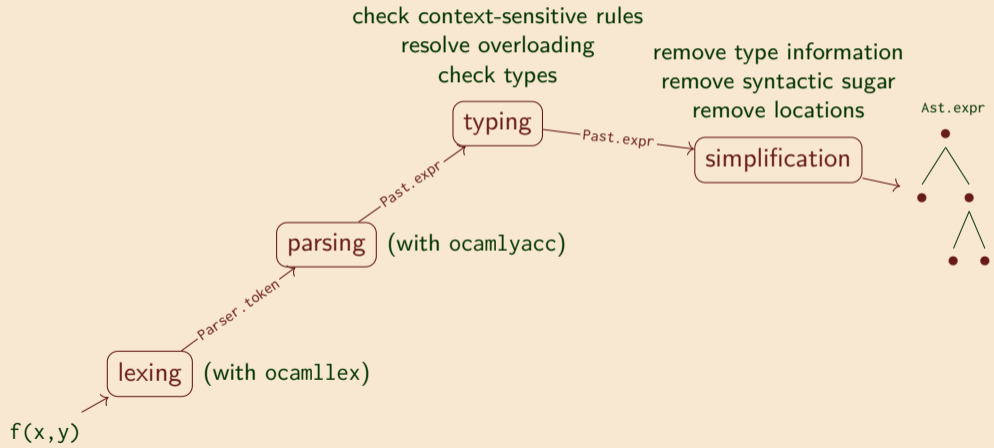 check context-sensitive rules
resolve overloading
check types
remove type information
remove syntactic sugar
remove locations
Ast.expr
typing
Past.expr
simplification
Past.expr
parsing
(with ocamlyacc)
Parser.token
lexing
(with ocamllex)
f(x,y)